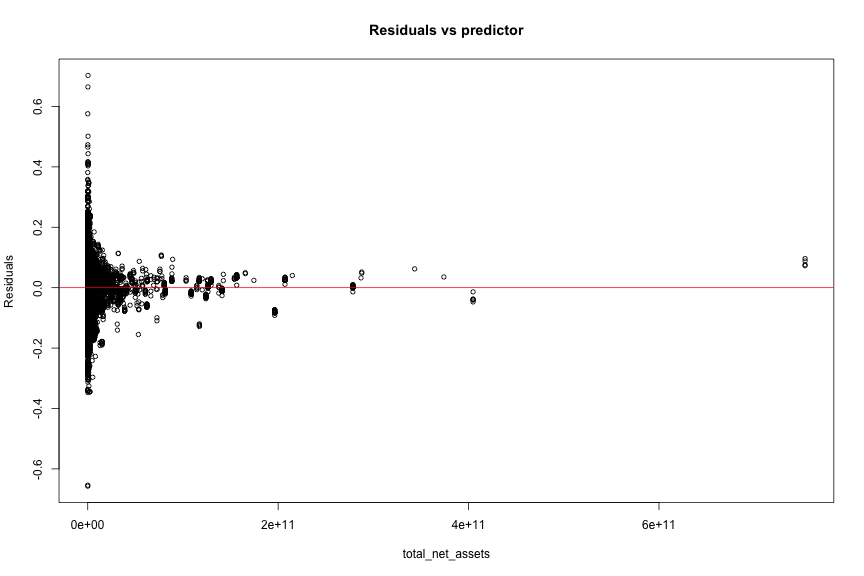 Residuals vs predictor
Residuals
0.6
0.4
0.2
0.0
-0.2
-0.4
-0.6
0e+00
2e+11
4e+11
6e+11
total_net_assets